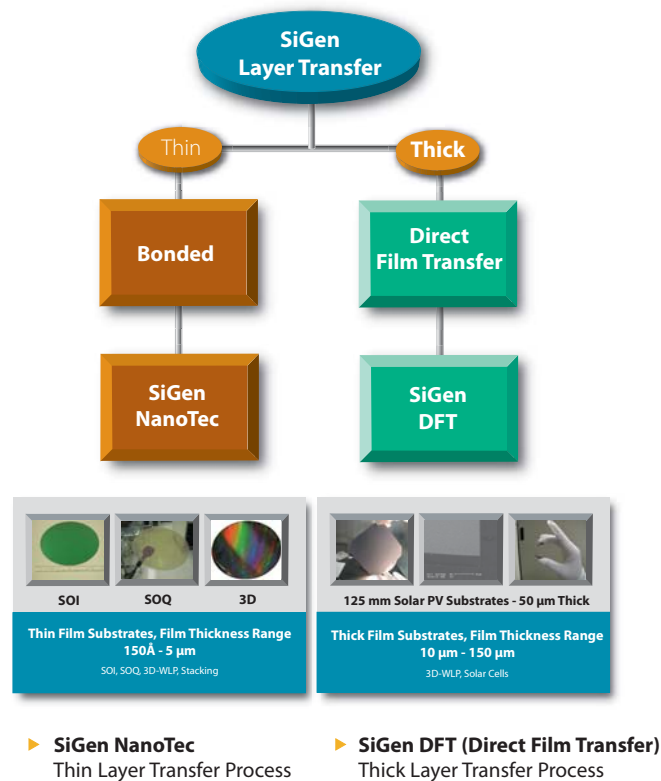 SiGen
Layer Transfer
Thin
Thick
Bonded
Direct
Film Transfer
SiGen
NanoTec
SiGen
DFT
SOI
SOQ
3D
125 mm Solar PV Substrates - 50 µm Thick
Thin Film Substrates, Film Thickness Range
150Å - 5 µm
SOI, SOQ, 3D-WLP, Stacking
Thick Film Substrates, Film Thickness Range
10 µm - 150 µm
3D-WLP, Solar Cells
SiGen NanoTec
Thin Layer Transfer Process
SiGen DFT (Direct Film Transfer)
Thick Layer Transfer Process